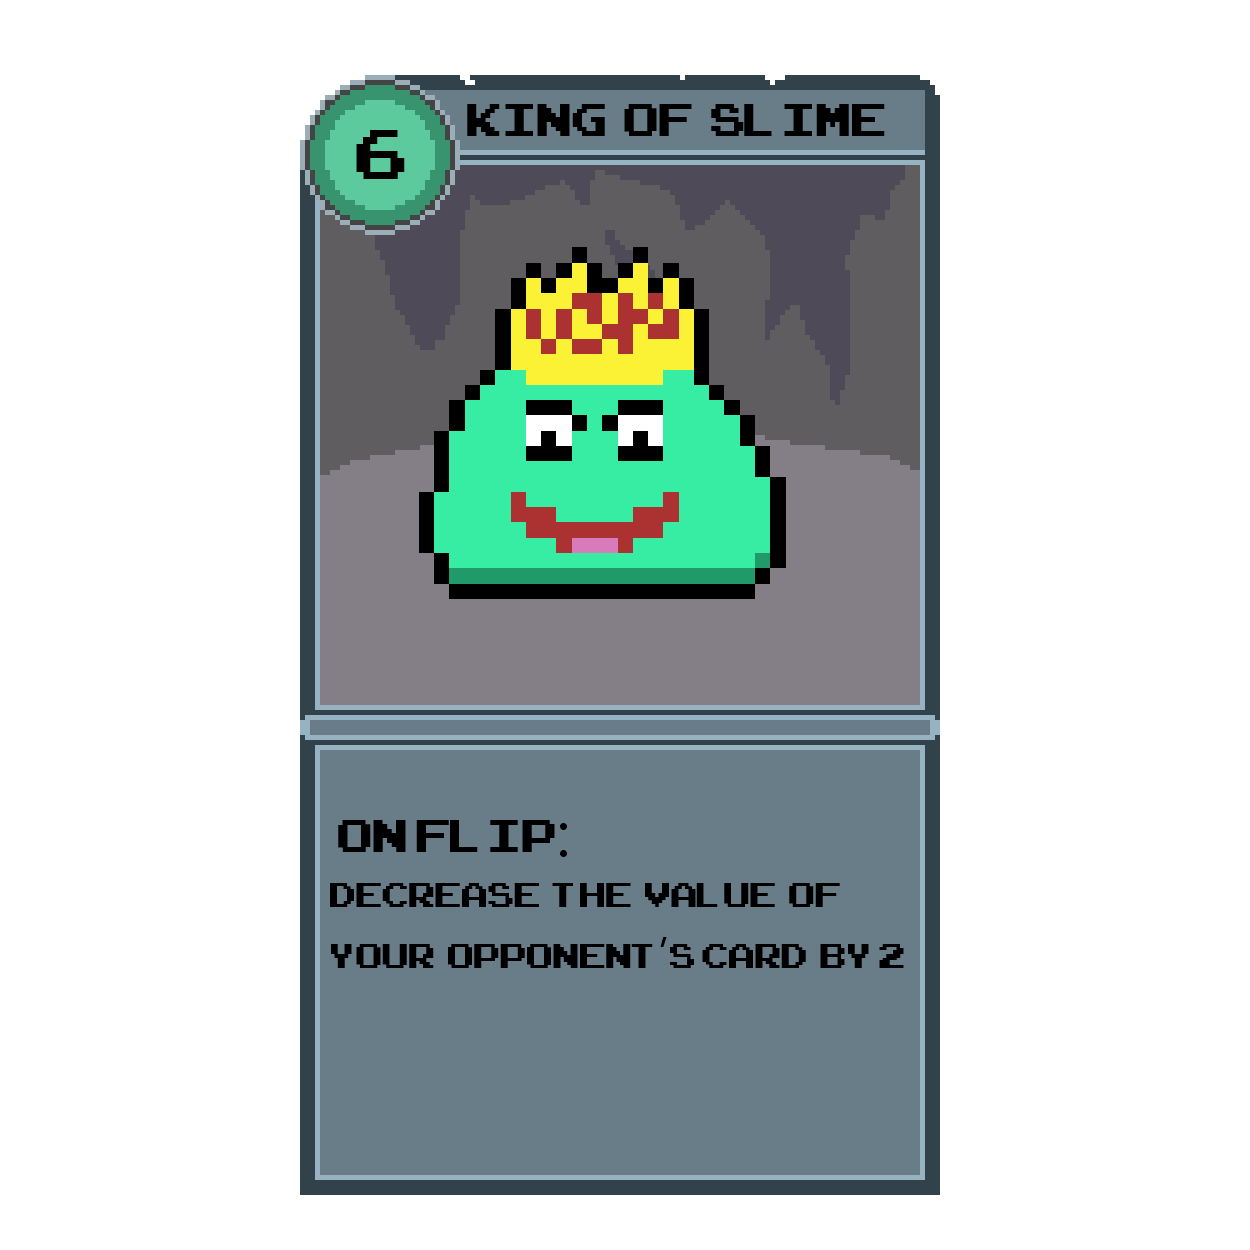 6
KING OF SLIME
ON FLIP:
DECREASE THE VALUE OF
YOUR OPPONENT'S CARD BY 2